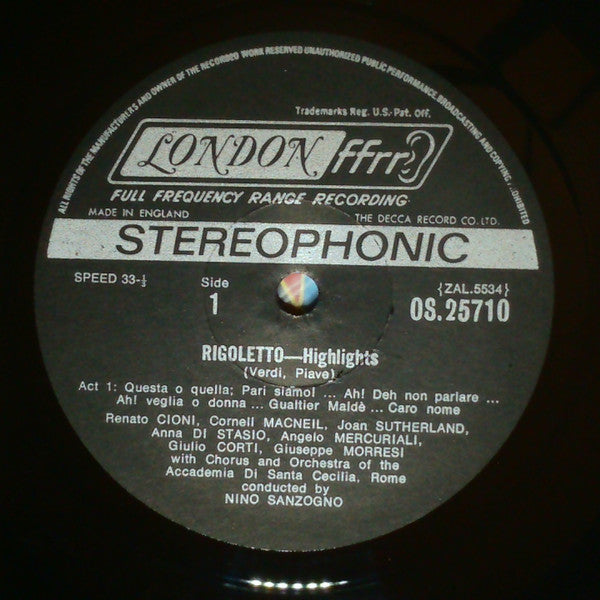 ALL RIGHTS OF THE MANUFACTURERS AND OWNER OF THE RECORDED WORK RESERVED UNAUTHORIZED PUBLIC PERFORMANCE, BROADCASTING AND COPYING PROHIBITED
Trademarks Reg. U.S. Pat. Off.
LONDON ffrr
FULL FREQUENCY RANGE RECORDING
MADE IN ENGLAND THE DECCA RECORD CO. LTD.
STEREOPHONIC
SPEED 33-⅓ Side {ZAL.5534}
1 OS.25710
RIGOLETTO—Highlights
(Verdi, Piave)
Act 1: Questa o quella; Pari siamo! ... Ah! Deh non parlare ...
Ah! veglia o donna ... Gualtier Maldè ... Caro nome
Renato CIONI, Cornell MACNEIL, Joan SUTHERLAND,
Anna DI STASIO, Angelo MERCURIALI,
Giulio CORTI, Giuseppe MORRESI
with Chorus and Orchestra of the
Accademia Di Santa Cecilia, Rome
conducted by
NINO SANZOGNO